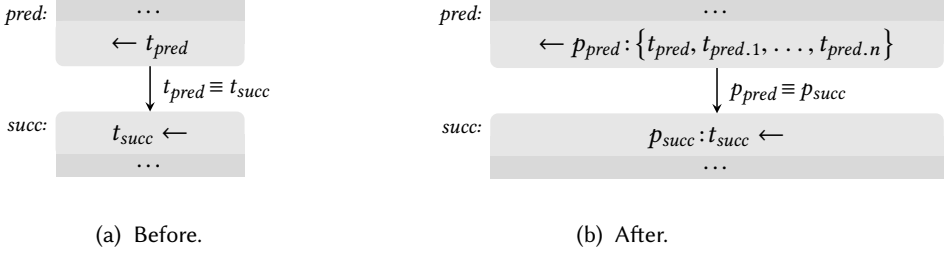 pred:
...
← t_pred
t_pred ≡ t_succ
succ:
t_succ ←
...
(a) Before.
pred:
...
← p_pred : {t_pred, t_pred.1, . . . , t_pred.n}
p_pred ≡ p_succ
succ:
p_succ : t_succ ←
...
(b) After.